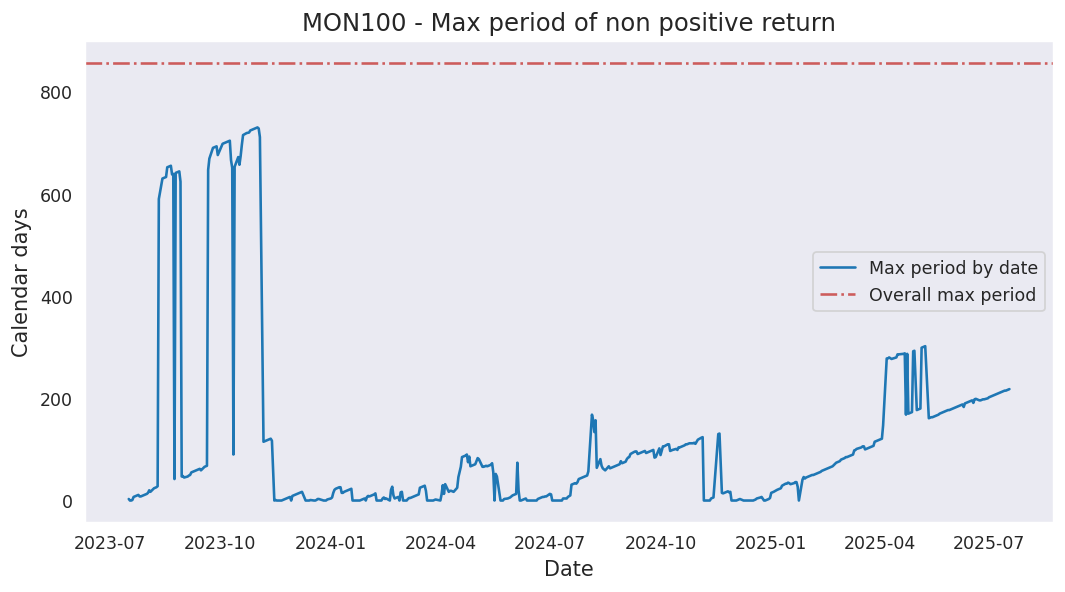 MON100 - Max period of non positive return
Calendar days
800
600
400
200
0
Max period by date
Overall max period
2023-07 2023-10 2024-01 2024-04 2024-07 2024-10 2025-01 2025-04 2025-07
Date